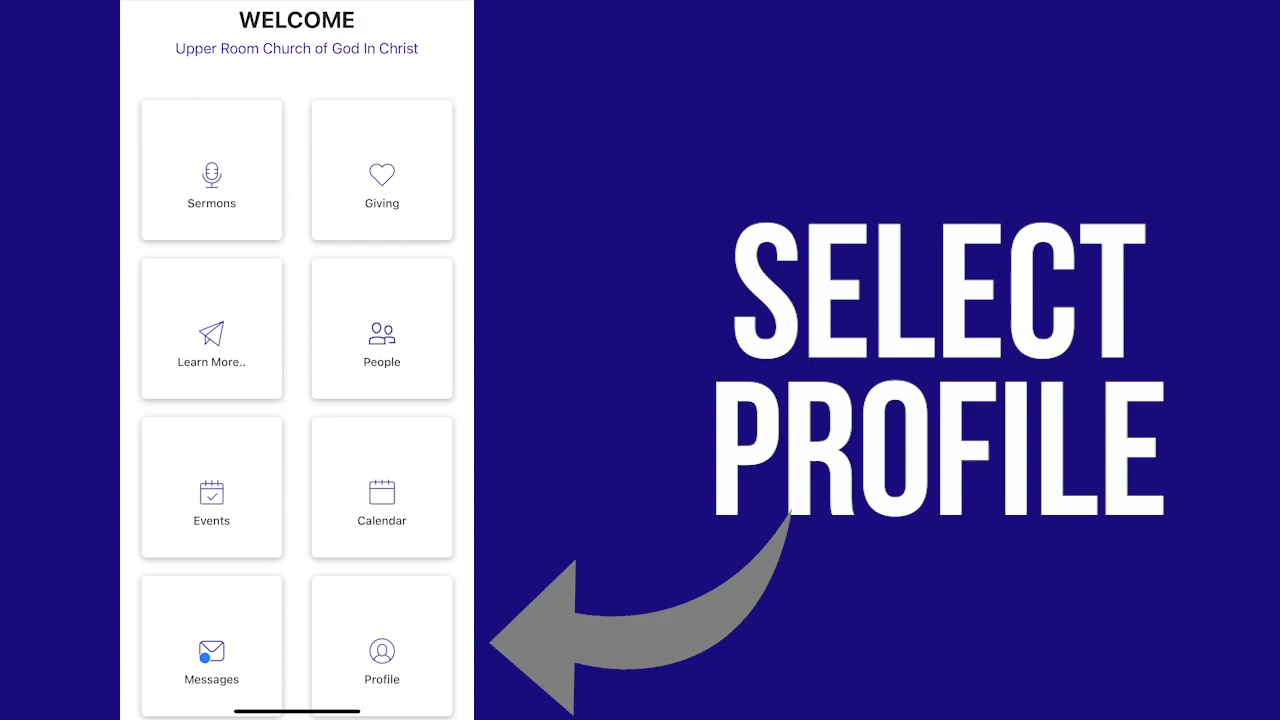 WELCOME
Upper Room Church of God In Christ
Sermons
Giving
Learn More..
People
Events
Calendar
Messages
Profile
SELECT
PROFILE